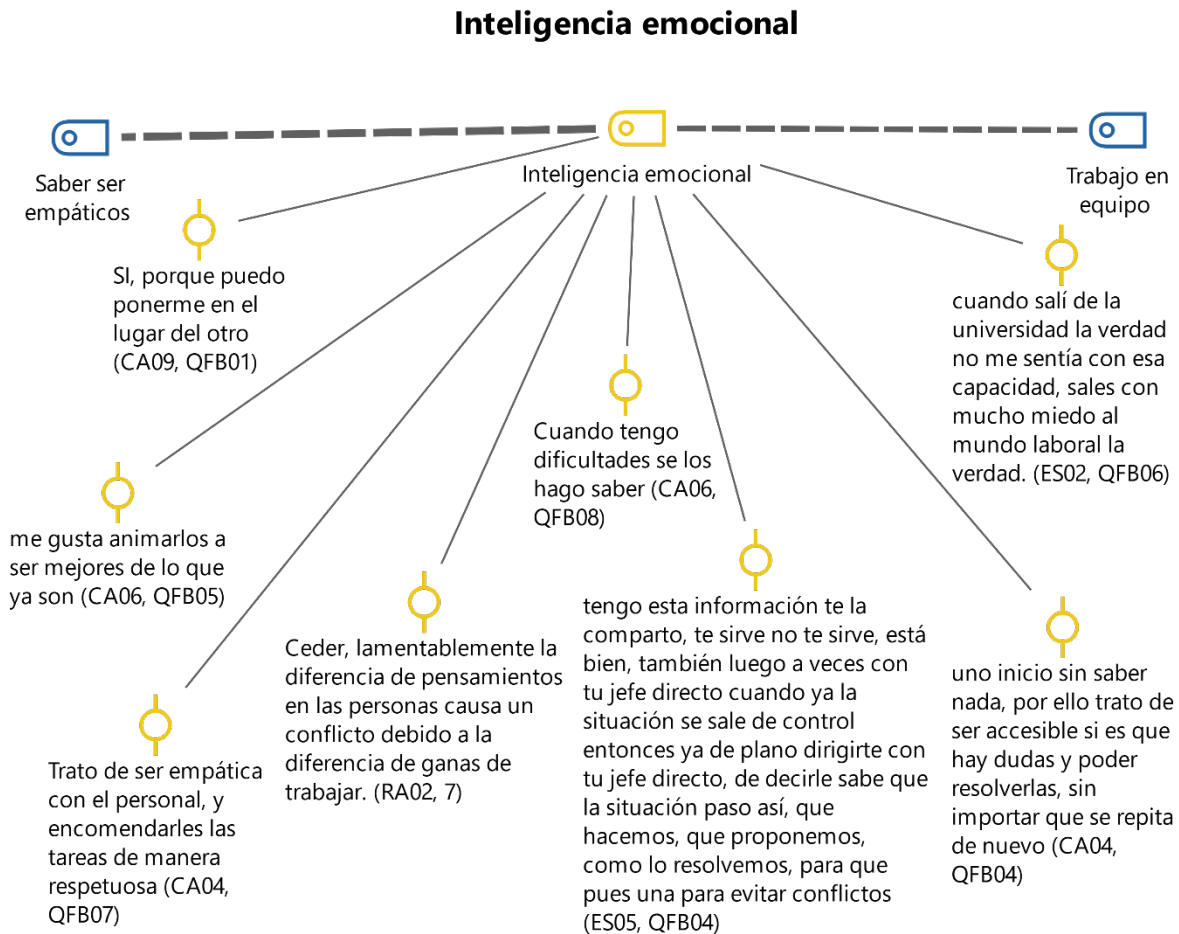 Inteligencia emocional
Saber ser
empáticos
Inteligencia emocional
Trabajo en
equipo
SI, porque puedo
ponerme en el
lugar del otro
(CA09, QFB01)
cuando salí de la
universidad la verdad
no me sentía con esa
capacidad, sales con
mucho miedo al
mundo laboral la
verdad. (ES02, QFB06)
Cuando tengo
dificultades se los
hago saber (CA06,
QFB08)
me gusta animarlos a
ser mejores de lo que
ya son (CA06, QFB05)
Ceder, lamentablemente la
diferencia de pensamientos
en las personas causa un
conflicto debido a la
diferencia de ganas de
trabajar. (RA02, 7)
tengo esta información te la
comparto, te sirve no te sirve, está
bien, también luego a veces con
tu jefe directo cuando ya la
situación se sale de control
entonces ya de plano dirigirte con
tu jefe directo, de decirle sabe que
la situación paso así, que
hacemos, que proponemos,
como lo resolvemos, para que
pues una para evitar conflictos
(ES05, QFB04)
uno inicio sin saber
nada, por ello trato de
ser accesible si es que
hay dudas y poder
resolverlas, sin
importar que se repita
de nuevo (CA04,
QFB04)
Trato de ser empática
con el personal, y
encomendarles las
tareas de manera
respetuosa (CA04,
QFB07)